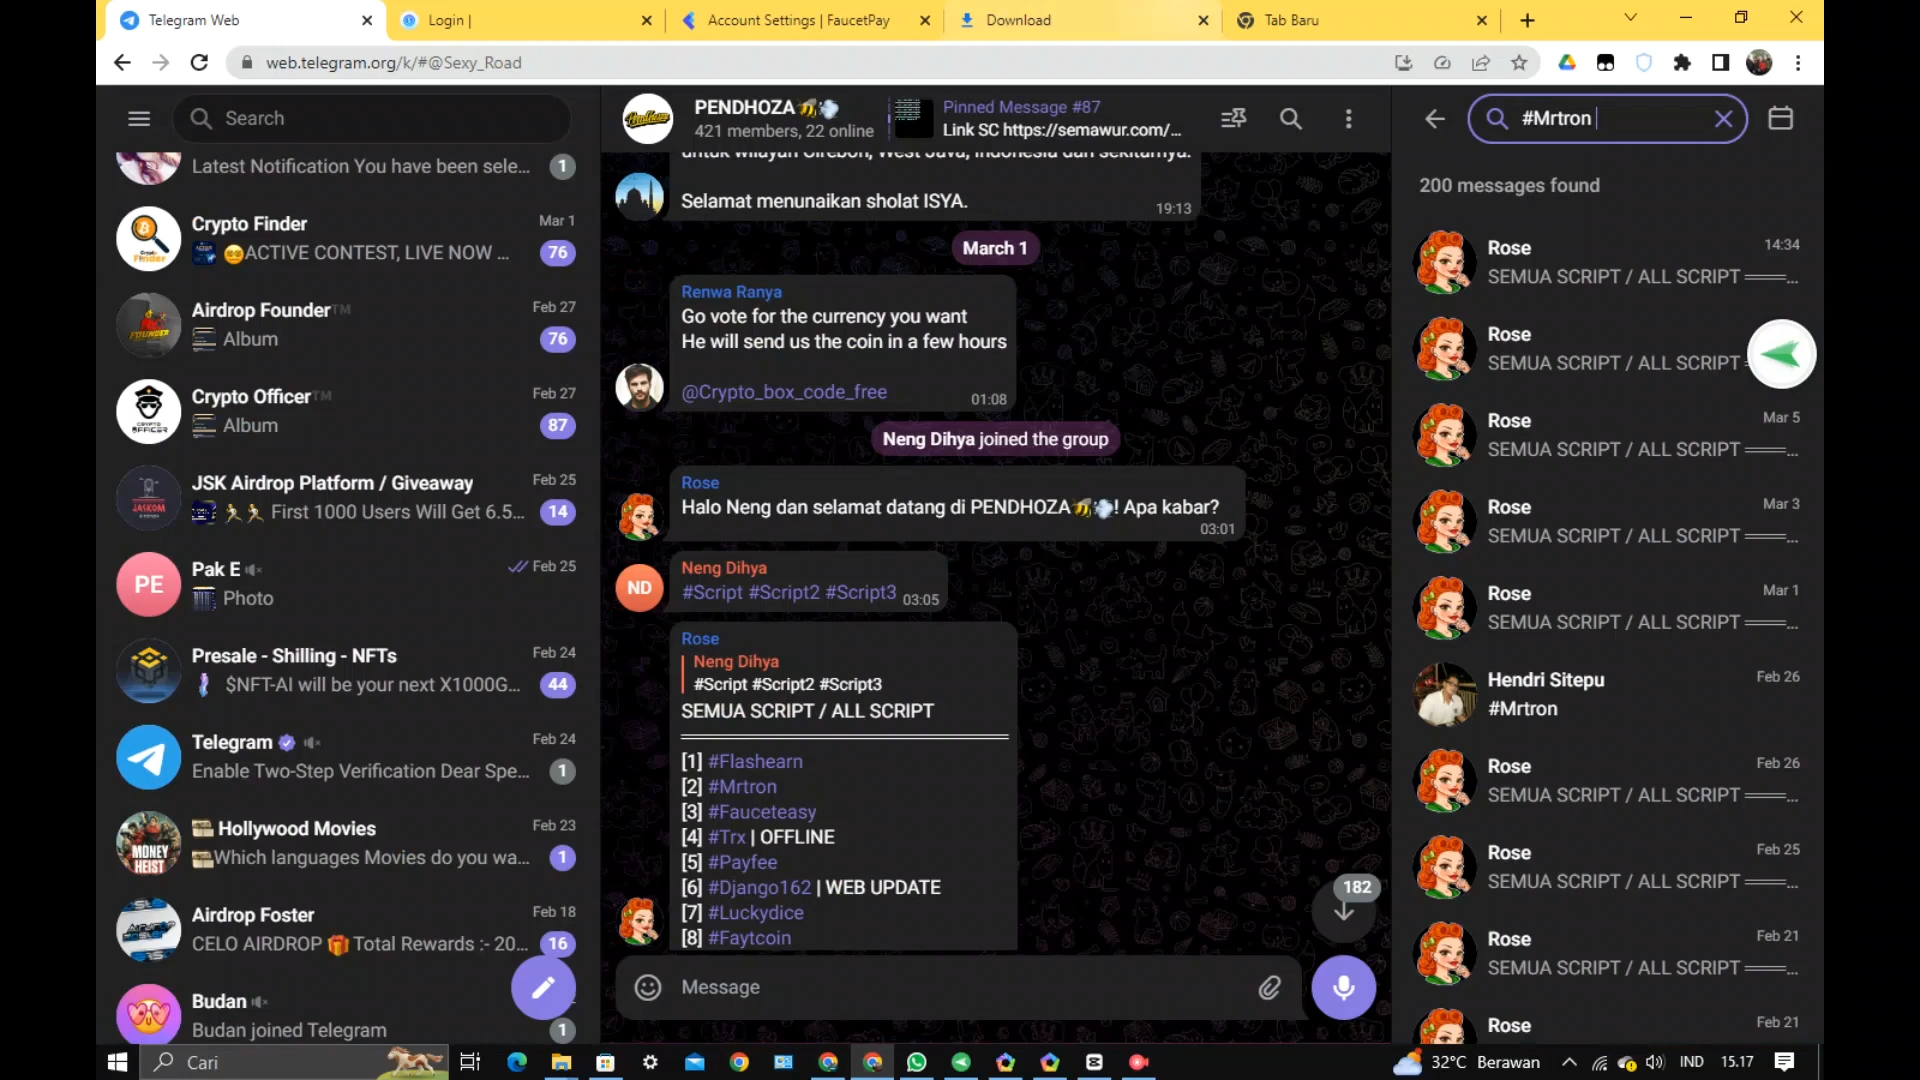 Telegram Web
Login |
Account Settings | FaucetPay
Download
Tab Baru
web.telegram.org/k/#@Sexy_Road
Search
Latest Notification You have been sele...
1
Crypto Finder
Mar 1
ACTIVE CONTEST, LIVE NOW ...
76
Airdrop Founder™
Feb 27
Album
76
Crypto Officer™
Feb 27
Album
87
JSK Airdrop Platform / Giveaway
Feb 25
First 1000 Users Will Get 6.5...
14
PE
Pak E
Feb 25
Photo
Presale - Shilling - NFTs
Feb 24
$NFT-AI will be your next X1000G...
44
Telegram
Feb 24
Enable Two-Step Verification Dear Spe...
1
MONEY HEIST
Hollywood Movies
Feb 23
Which languages Movies do you wa...
1
Airdrop Foster
Feb 18
CELO AIRDROP 🎁 Total Rewards :- 20...
16
Budan
Budan joined Telegram
1
PENDHOZA🐝💨
421 members, 22 online
Pinned Message #87
Link SC https://semawur.com/...
untuk wilayah Cirebon, West Java, Indonesia dan sekitarnya.
Selamat menunaikan sholat ISYA.
19:13
March 1
Renwa Ranya
Go vote for the currency you want
He will send us the coin in a few hours
@Crypto_box_code_free
01:08
Neng Dihya joined the group
Rose
Halo Neng dan selamat datang di PENDHOZA🐝💨! Apa kabar?
03:01
ND
Neng Dihya
#Script #Script2 #Script3
03:05
Rose
Neng Dihya
#Script #Script2 #Script3
SEMUA SCRIPT / ALL SCRIPT
[1] #Flashearn
[2] #Mrtron
[3] #Fauceteasy
[4] #Trx | OFFLINE
[5] #Payfee
[6] #Django162 | WEB UPDATE
[7] #Luckydice
[8] #Faytcoin
182
Message
#Mrtron
200 messages found
Rose
14:34
SEMUA SCRIPT / ALL SCRIPT ═══...
Rose
SEMUA SCRIPT / ALL SCRIPT
Rose
Mar 5
SEMUA SCRIPT / ALL SCRIPT ═══...
Rose
Mar 3
SEMUA SCRIPT / ALL SCRIPT ═══...
Rose
Mar 1
SEMUA SCRIPT / ALL SCRIPT ═══...
Hendri Sitepu
Feb 26
#Mrtron
Rose
Feb 26
SEMUA SCRIPT / ALL SCRIPT ═══...
Rose
Feb 25
SEMUA SCRIPT / ALL SCRIPT ═══...
Rose
Feb 21
SEMUA SCRIPT / ALL SCRIPT ═══...
Rose
Feb 21
Cari
32°C Berawan
IND
15.17